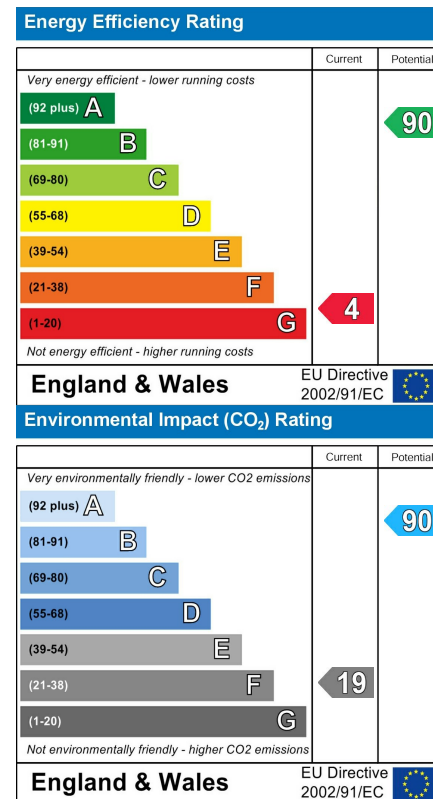 Energy Efficiency Rating
Current Potential
Very energy efficient - lower running costs
(92 plus) A
90
(81-91) B
(69-80) C
(55-68) D
(39-54) E
(21-38) F
4
(1-20) G
Not energy efficient - higher running costs
England & Wales EU Directive 2002/91/EC
Environmental Impact (CO₂) Rating
Current Potential
Very environmentally friendly - lower CO2 emissions
(92 plus) A
90
(81-91) B
(69-80) C
(55-68) D
(39-54) E
(21-38) F 19
(1-20) G
Not environmentally friendly - higher CO2 emissions
England & Wales EU Directive 2002/91/EC